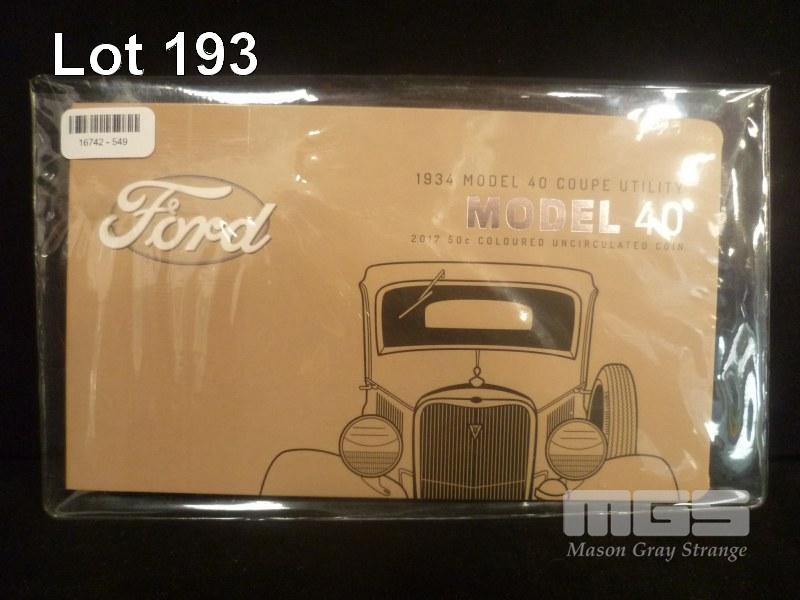 Lot 193
16742 - 549
Ford
1934 MODEL 40 COUPE UTILITY
MODEL 40
2017 50c COLOURED UNCIRCULATED COIN
MGS
Mason Gray Strange